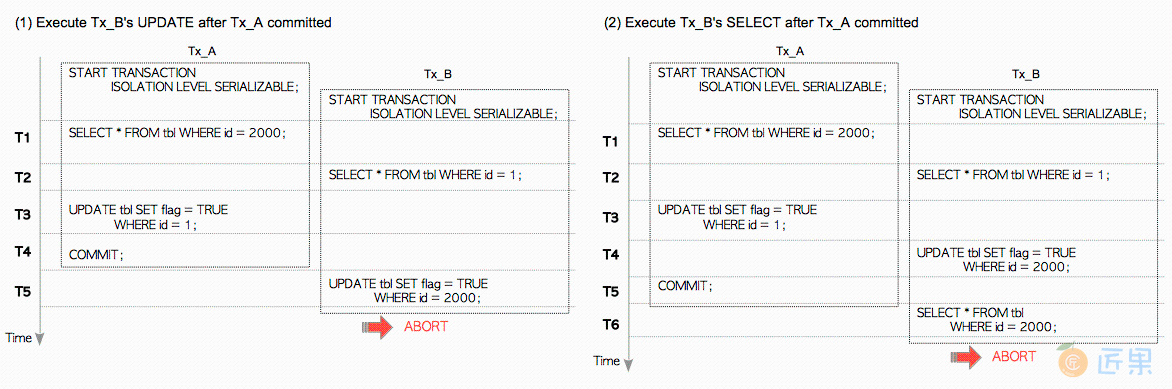 (1) Execute Tx_B's UPDATE after Tx_A committed
Tx_A
START TRANSACTION
ISOLATION LEVEL SERIALIZABLE;
Tx_B
START TRANSACTION
ISOLATION LEVEL SERIALIZABLE;
T1
SELECT * FROM tbl WHERE id = 2000;
T2
SELECT * FROM tbl WHERE id = 1;
T3
UPDATE tbl SET flag = TRUE
WHERE id = 1;
T4
COMMIT;
T5
UPDATE tbl SET flag = TRUE
WHERE id = 2000;
ABORT
Time
(2) Execute Tx_B's SELECT after Tx_A committed
Tx_A
START TRANSACTION
ISOLATION LEVEL SERIALIZABLE;
Tx_B
START TRANSACTION
ISOLATION LEVEL SERIALIZABLE;
T1
SELECT * FROM tbl WHERE id = 2000;
T2
SELECT * FROM tbl WHERE id = 1;
T3
UPDATE tbl SET flag = TRUE
WHERE id = 1;
T4
UPDATE tbl SET flag = TRUE
WHERE id = 2000;
T5
COMMIT;
T6
SELECT * FROM tbl
WHERE id = 2000;
ABORT
Time
匠 匠果